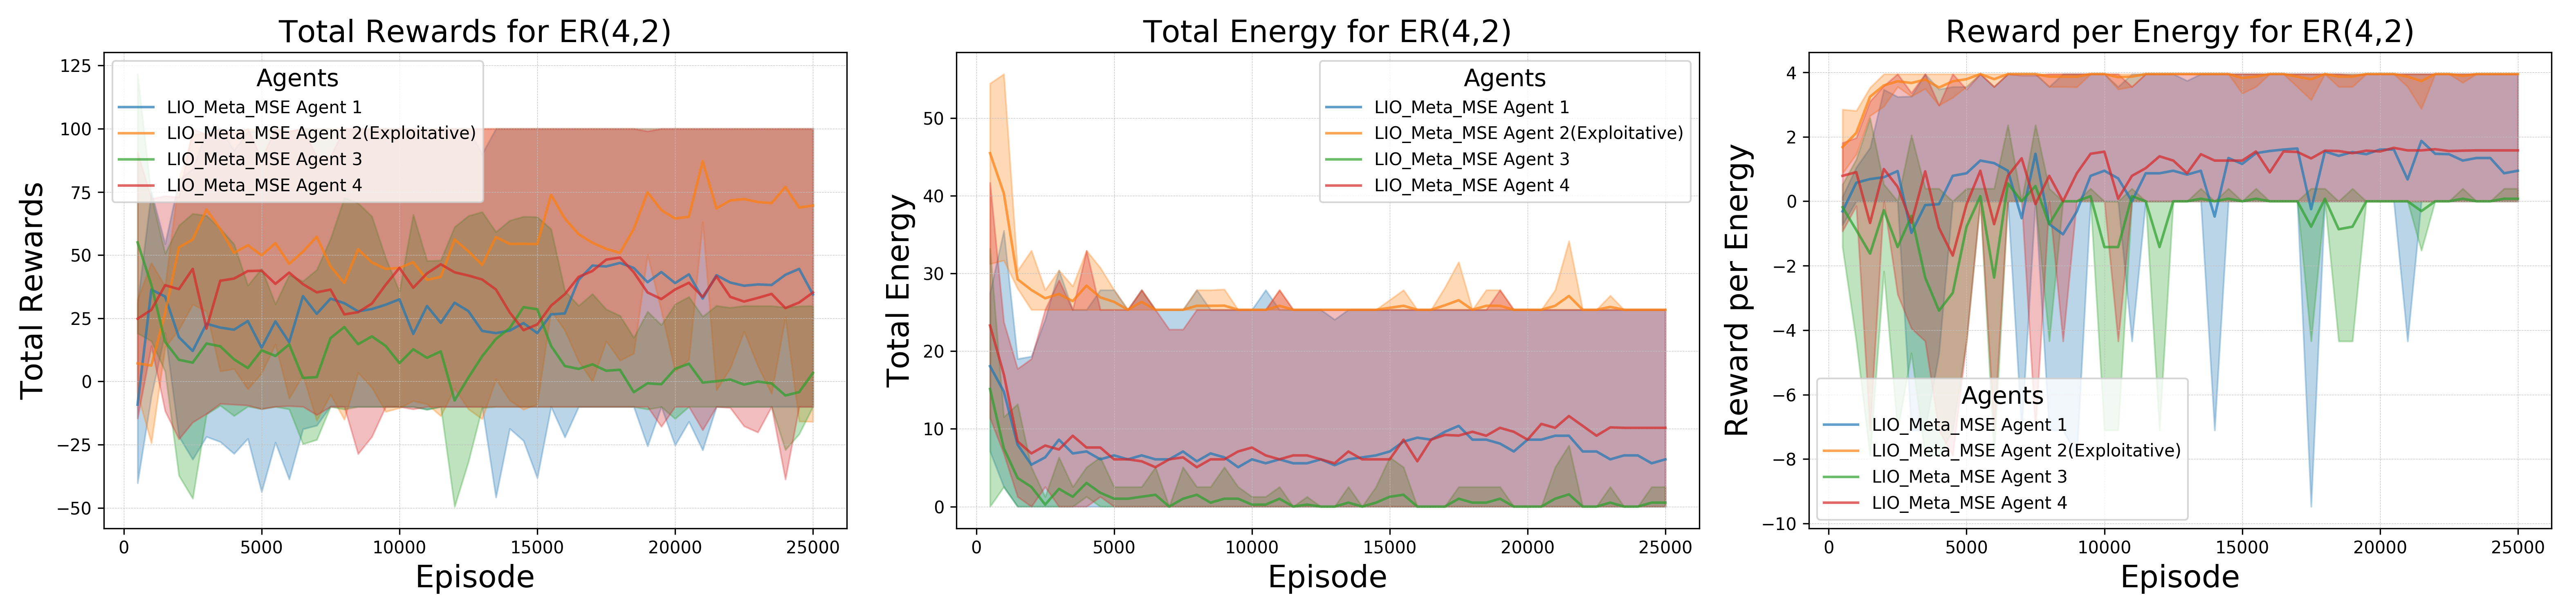 Total Rewards for ER(4,2)
Total Rewards
125
100
75
50
25
0
−25
−50
Agents
LIO_Meta_MSE Agent 1
LIO_Meta_MSE Agent 2(Exploitative)
LIO_Meta_MSE Agent 3
LIO_Meta_MSE Agent 4
0 5000 10000 15000 20000 25000
Episode
Total Energy for ER(4,2)
Total Energy
50
40
30
20
10
0
Agents
LIO_Meta_MSE Agent 1
LIO_Meta_MSE Agent 2(Exploitative)
LIO_Meta_MSE Agent 3
LIO_Meta_MSE Agent 4
0 5000 10000 15000 20000 25000
Episode
Reward per Energy for ER(4,2)
Reward per Energy
4
2
0
−2
−4
−6
−8
−10
Agents
LIO_Meta_MSE Agent 1
LIO_Meta_MSE Agent 2(Exploitative)
LIO_Meta_MSE Agent 3
LIO_Meta_MSE Agent 4
0 5000 10000 15000 20000 25000
Episode